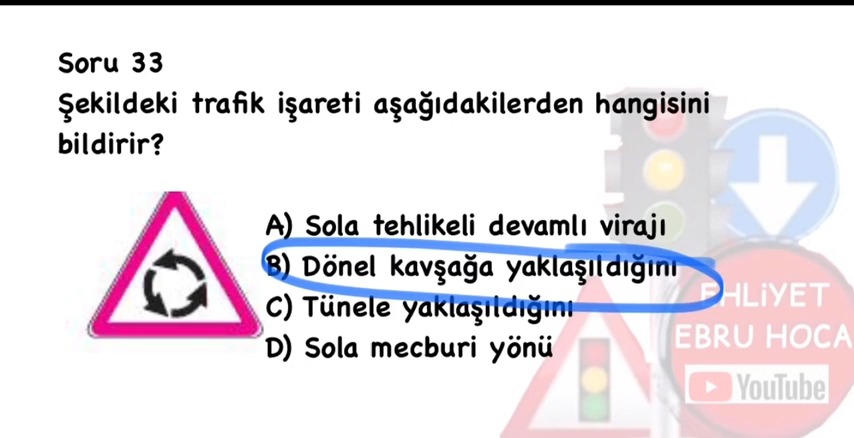 Soru 33
Şekildeki trafik işareti aşağıdakilerden hangisini
bildirir?
A) Sola tehlikeli devamlı virajı
B) Dönel kavşağa yaklaşıldığını
C) Tünele yaklaşıldığını
D) Sola mecburi yönü
EHLİYET
EBRU HOCA
YouTube